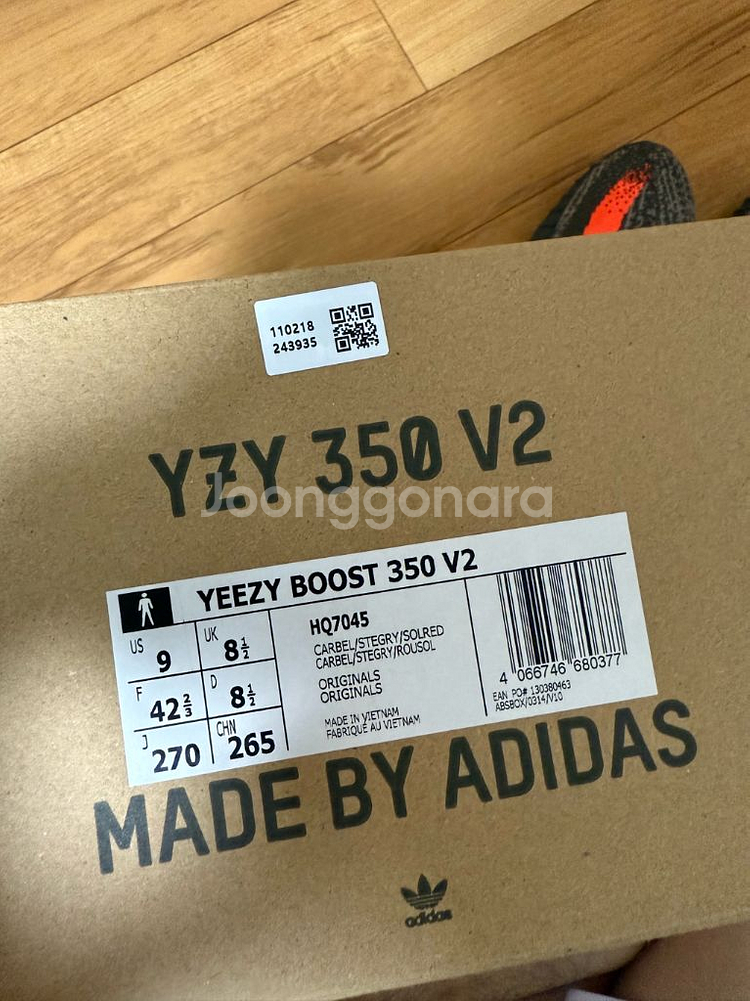 110218
243935
YZY 350 V2
Joonggonara
YEEZY BOOST 350 V2
US 9
UK 8½
F 42⅔
D 8½
J 270
CHN 265
HQ7045
CARBEL/STEGRY/SOLRED
CARBEL/STEGRY/ROUSOL
ORIGINALS
ORIGINALS
MADE IN VIETNAM
FABRIQUÉ AU VIETNAM
4 066746 680377
EAN PO# 130380463
ABSBOX/0314/V10
MADE BY ADIDAS
adidas